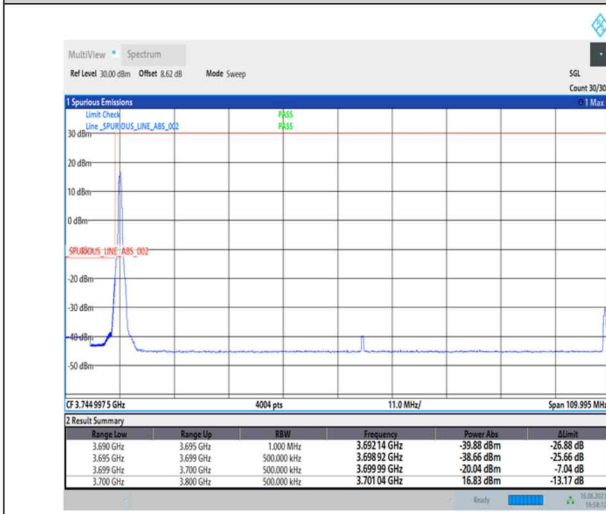 MultiView Spectrum
Ref Level 30.00 dBm Offset 8.62 dB Mode Sweep SGL
Count 30/30
1 Spurious Emissions 1 Max
Limit Check PASS
Line _SPURIOUS_LINE_ABS_002 PASS
30 dBm
20 dBm
10 dBm
0 dBm
_SPURIOUS_LINE_ABS_002
-20 dBm
-30 dBm
-40 dBm
-50 dBm
CF 3.744 997 5 GHz 4004 pts 11.0 MHz/ Span 109.995 MHz
2 Result Summary
Range Low Range Up RBW Frequency Power Abs ΔLimit
3.690 GHz 3.695 GHz 1.000 MHz 3.692 14 GHz -39.88 dBm -26.88 dB
3.695 GHz 3.699 GHz 500.000 kHz 3.698 92 GHz -38.66 dBm -25.66 dB
3.699 GHz 3.700 GHz 500.000 kHz 3.699 99 GHz -20.04 dBm -7.04 dB
3.700 GHz 3.800 GHz 500.000 kHz 3.701 04 GHz 16.83 dBm -13.17 dB
Ready